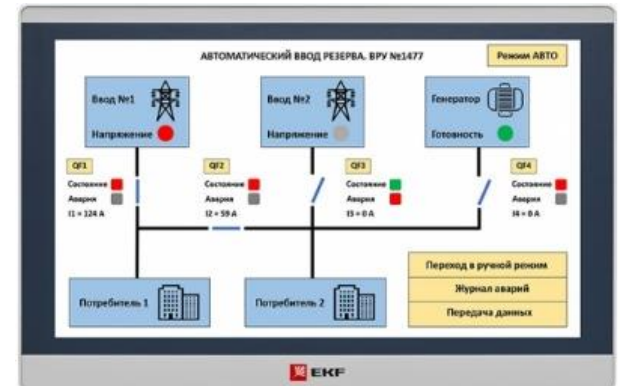 АВТОМАТИЧЕСКИЙ ВВОД РЕЗЕРВА. ВРУ №1477
Режим АВТО
Ввод №1
Напряжение
Ввод №2
Напряжение
Генератор
Готовность
QF1
Состояние
Авария
I1 = 124 А
QF2
Состояние
Авария
I2 = 59 А
QF3
Состояние
Авария
I3 = 0 А
QF4
Состояние
Авария
I4 = 0 А
Потребитель 1
Потребитель 2
Переход в ручной режим
Журнал аварий
Передача данных
EKF